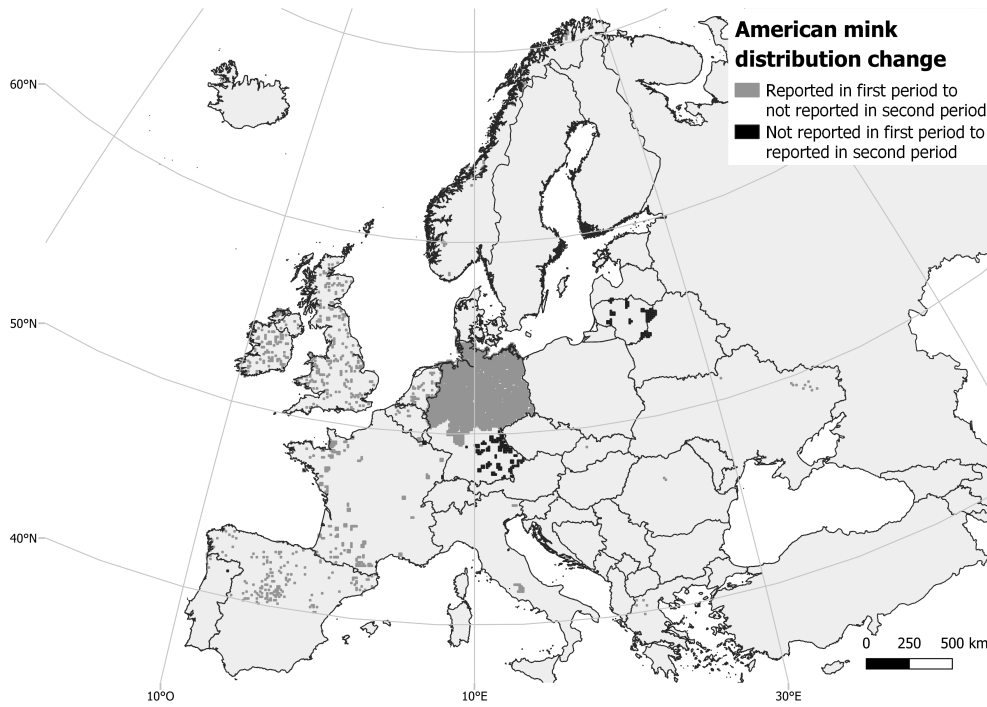 American mink
distribution change
Reported in first period to
not reported in second period
Not reported in first period to
reported in second period
60°N
50°N
40°N
0 250 500 km
10°O
10°E
30°E